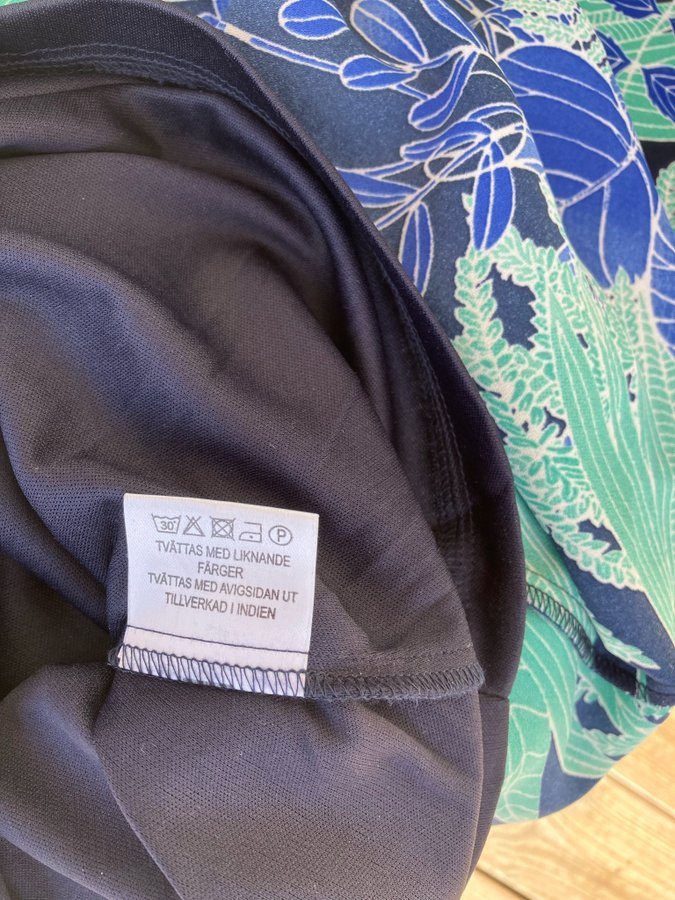 30 P
TVÄTTAS MED LIKNANDE
FÄRGER
TVÄTTAS MED AVIGSIDAN UT
TILLVERKAD I INDIEN